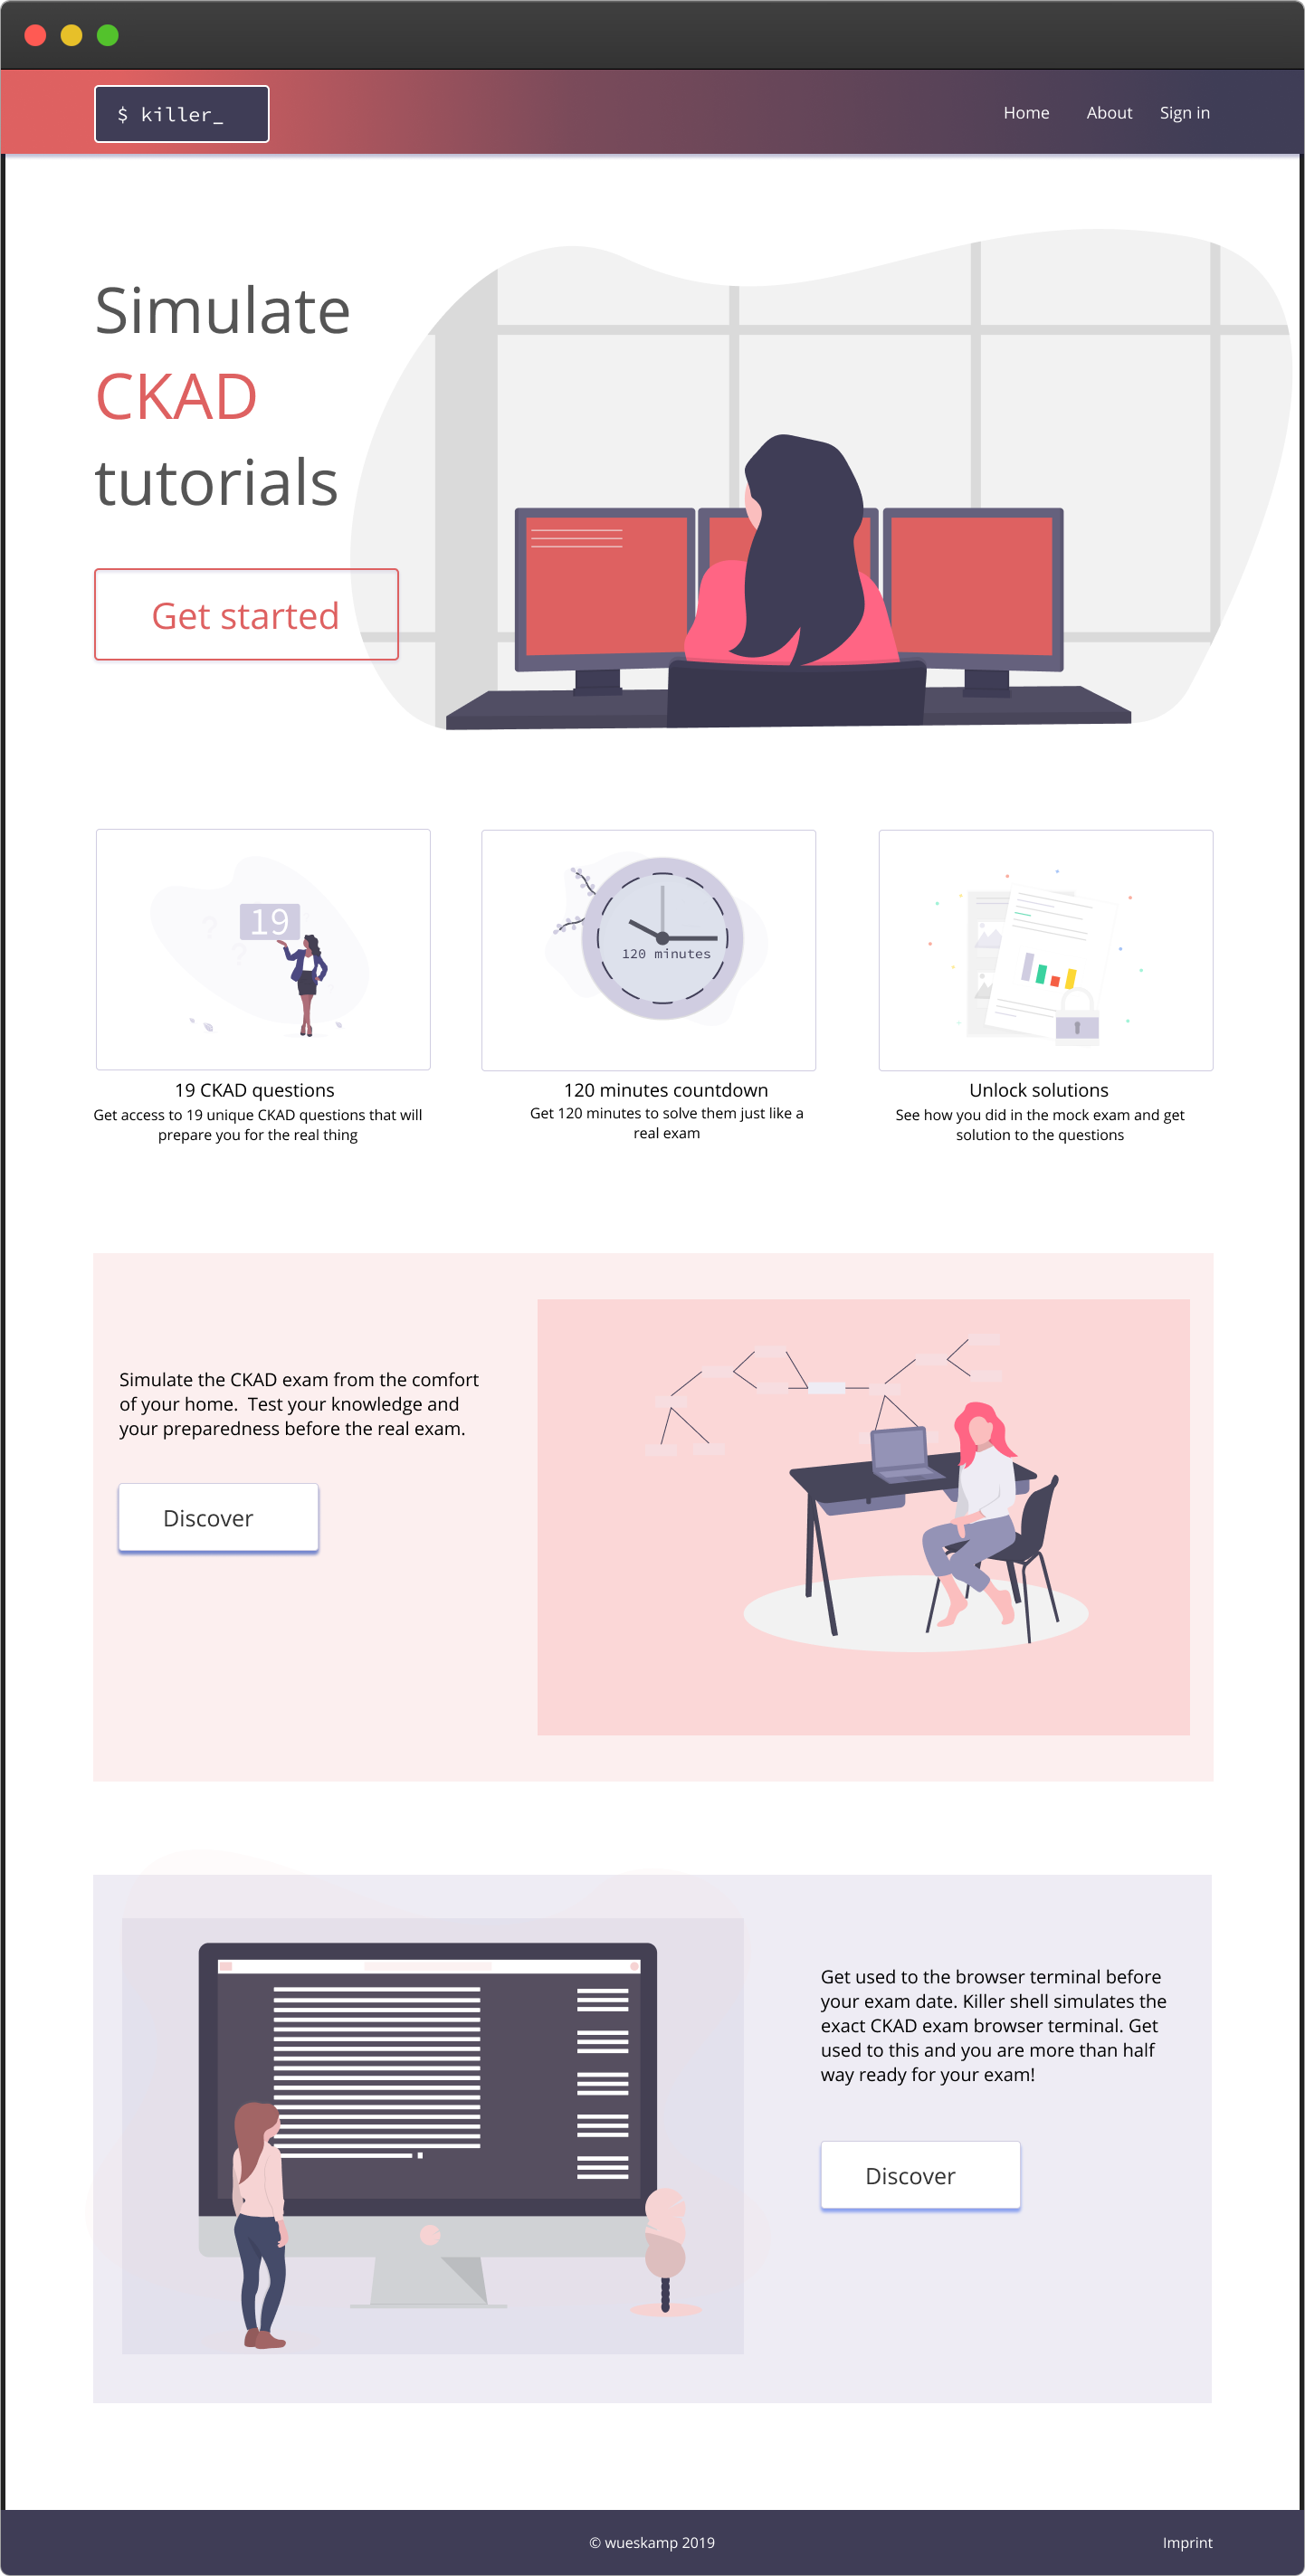 $ killer_
Home About Sign in
Simulate
CKAD
tutorials
Get started
19
120 minutes
19 CKAD questions
Get access to 19 unique CKAD questions that will
prepare you for the real thing
120 minutes countdown
Get 120 minutes to solve them just like a
real exam
Unlock solutions
See how you did in the mock exam and get
solution to the questions
Simulate the CKAD exam from the comfort
of your home.  Test your knowledge and
your preparedness before the real exam.
Discover
Get used to the browser terminal before
your exam date. Killer shell simulates the
exact CKAD exam browser terminal. Get
used to this and you are more than half
way ready for your exam!
Discover
© wueskamp 2019
Imprint